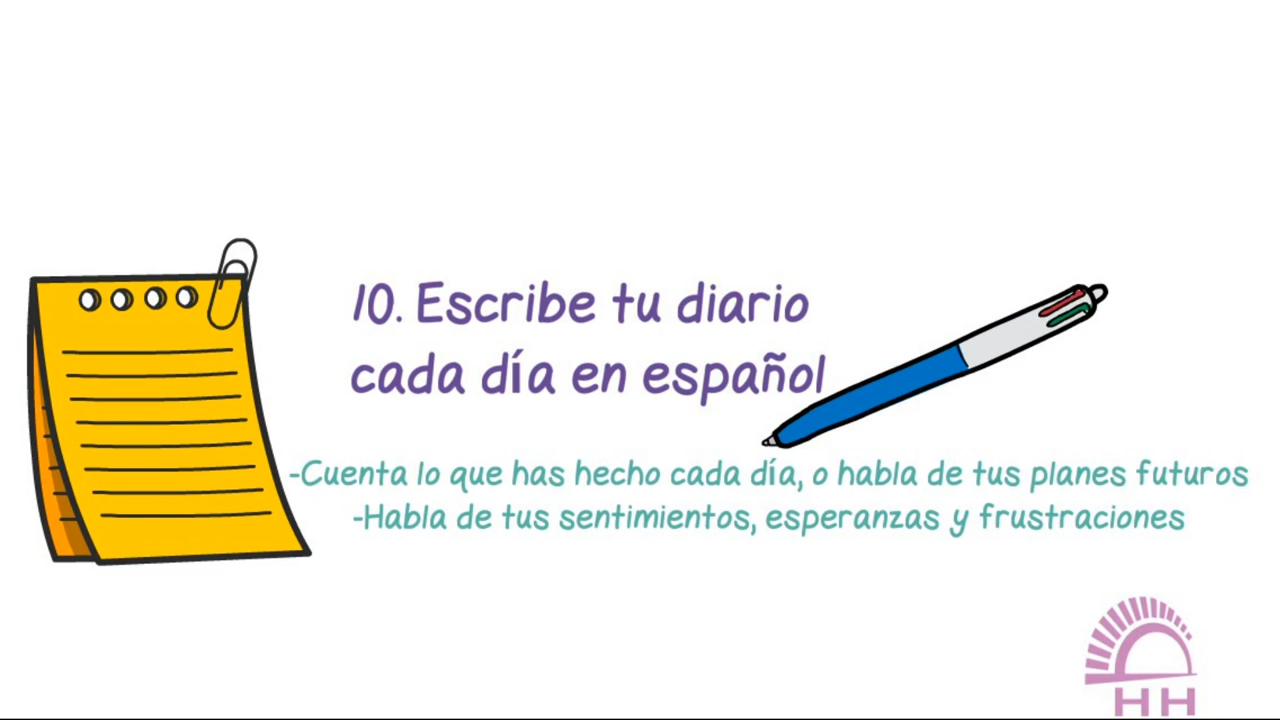 10. Escribe tu diario
cada día en español
-Cuenta lo que has hecho cada día, o habla de tus planes futuros
-Habla de tus sentimientos, esperanzas y frustraciones
HH